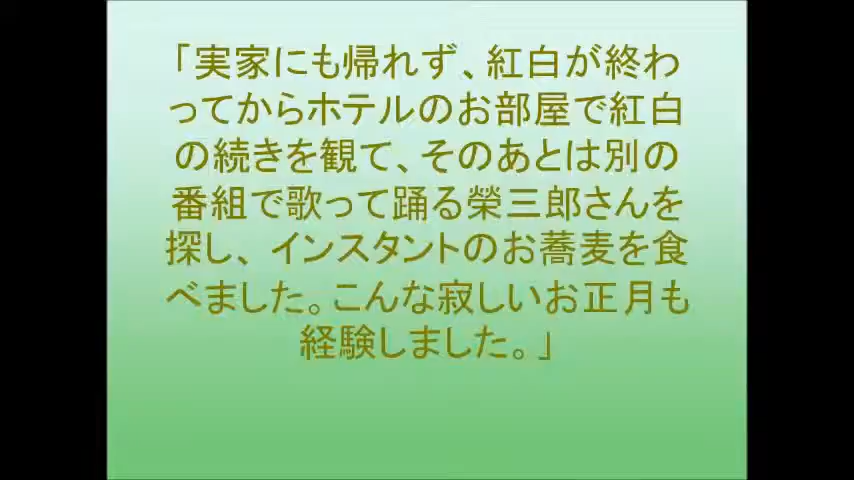 「実家にも帰れず、紅白が終わ
ってからホテルのお部屋で紅白
の続きを観て、そのあとは別の
番組で歌って踊る榮三郎さんを
探し、インスタントのお蕎麦を食
べました。こんな寂しいお正月も
経験しました。」